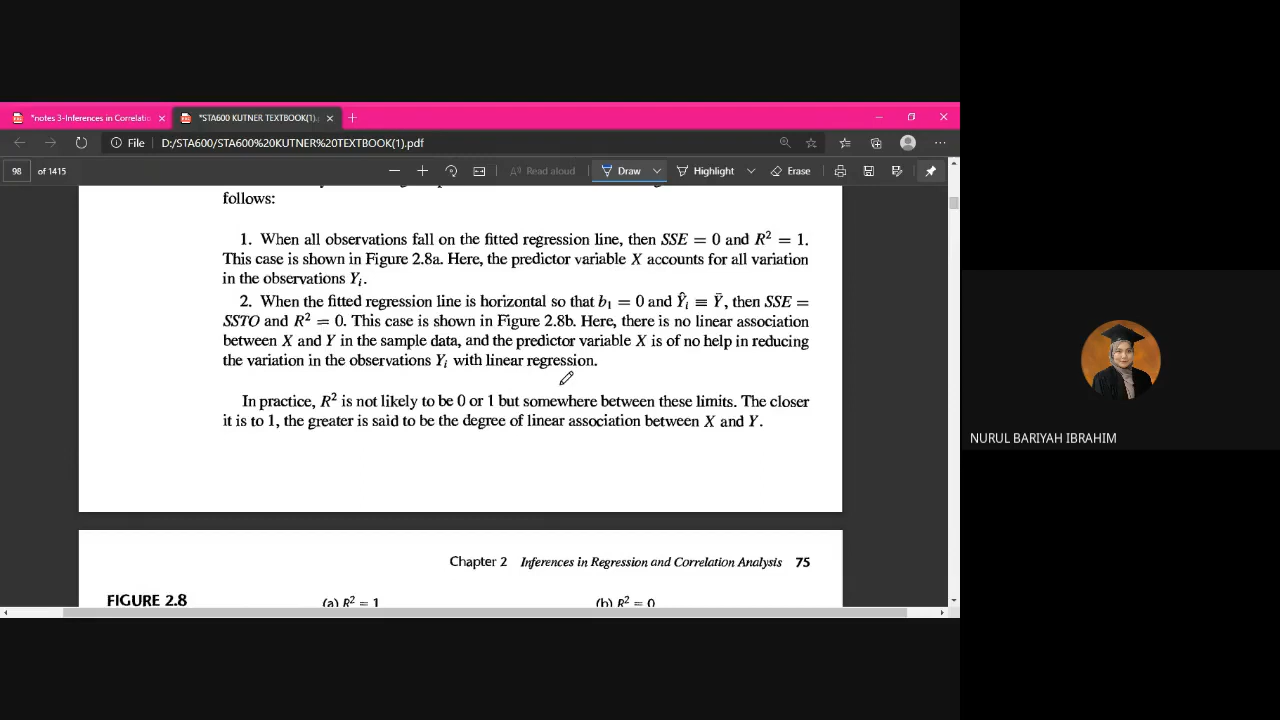 *notes 3-Inferences in Correlatio
*STA600 KUTNER TEXTBOOK(1).
File D:/STA600/STA600%20KUTNER%20TEXTBOOK(1).pdf
98 of 1415 Read aloud Draw Highlight Erase
follows:
1. When all observations fall on the fitted regression line, then SSE = 0 and R² = 1.
This case is shown in Figure 2.8a. Here, the predictor variable X accounts for all variation
in the observations Yᵢ.
2. When the fitted regression line is horizontal so that b₁ = 0 and Ŷᵢ ≡ Ȳ, then SSE =
SSTO and R² = 0. This case is shown in Figure 2.8b. Here, there is no linear association
between X and Y in the sample data, and the predictor variable X is of no help in reducing
the variation in the observations Yᵢ with linear regression.
In practice, R² is not likely to be 0 or 1 but somewhere between these limits. The closer
it is to 1, the greater is said to be the degree of linear association between X and Y.
Chapter 2 Inferences in Regression and Correlation Analysis 75
FIGURE 2.8 (a) R² = 1 (b) R² = 0
NURUL BARIYAH IBRAHIM